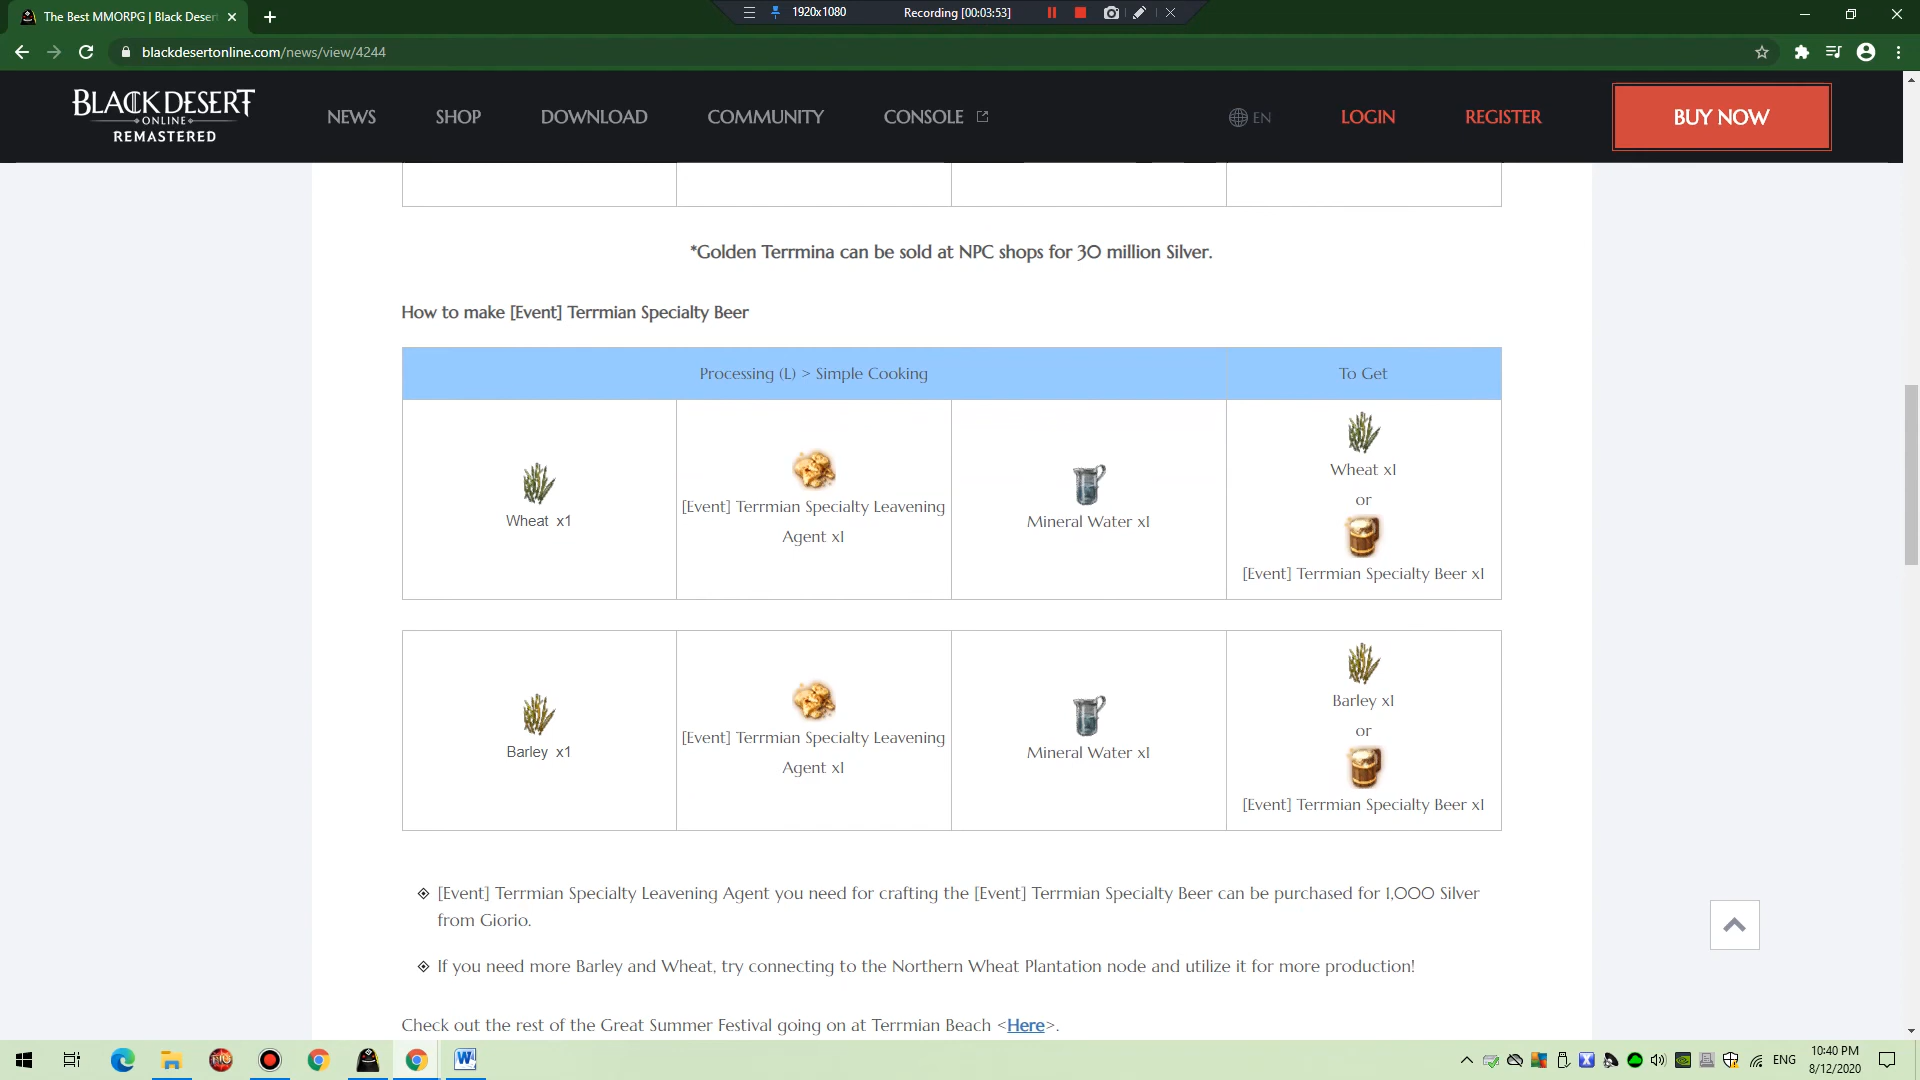 The Best MMORPG | Black Deser
1920x1080
Recording [00:03:53]
blackdesertonline.com/news/view/4244
BLACK DESERT
ONLINE
REMASTERED
NEWS
SHOP
DOWNLOAD
COMMUNITY
CONSOLE
EN
LOGIN
REGISTER
BUY NOW
*Golden Terrmina can be sold at NPC shops for 30 million Silver.
How to make [Event] Terrmian Specialty Beer
Processing (L) > Simple Cooking
To Get
Wheat x1
[Event] Terrmian Specialty Leavening
Agent x1
Mineral Water x1
Wheat x1
or
[Event] Terrmian Specialty Beer x1
Barley x1
[Event] Terrmian Specialty Leavening
Agent x1
Mineral Water x1
Barley x1
or
[Event] Terrmian Specialty Beer x1
[Event] Terrmian Specialty Leavening Agent you need for crafting the [Event] Terrmian Specialty Beer can be purchased for 1,000 Silver
from Giorio.
If you need more Barley and Wheat, try connecting to the Northern Wheat Plantation node and utilize it for more production!
Check out the rest of the Great Summer Festival going on at Terrmian Beach <Here>.
ENG
10:40 PM
8/12/2020